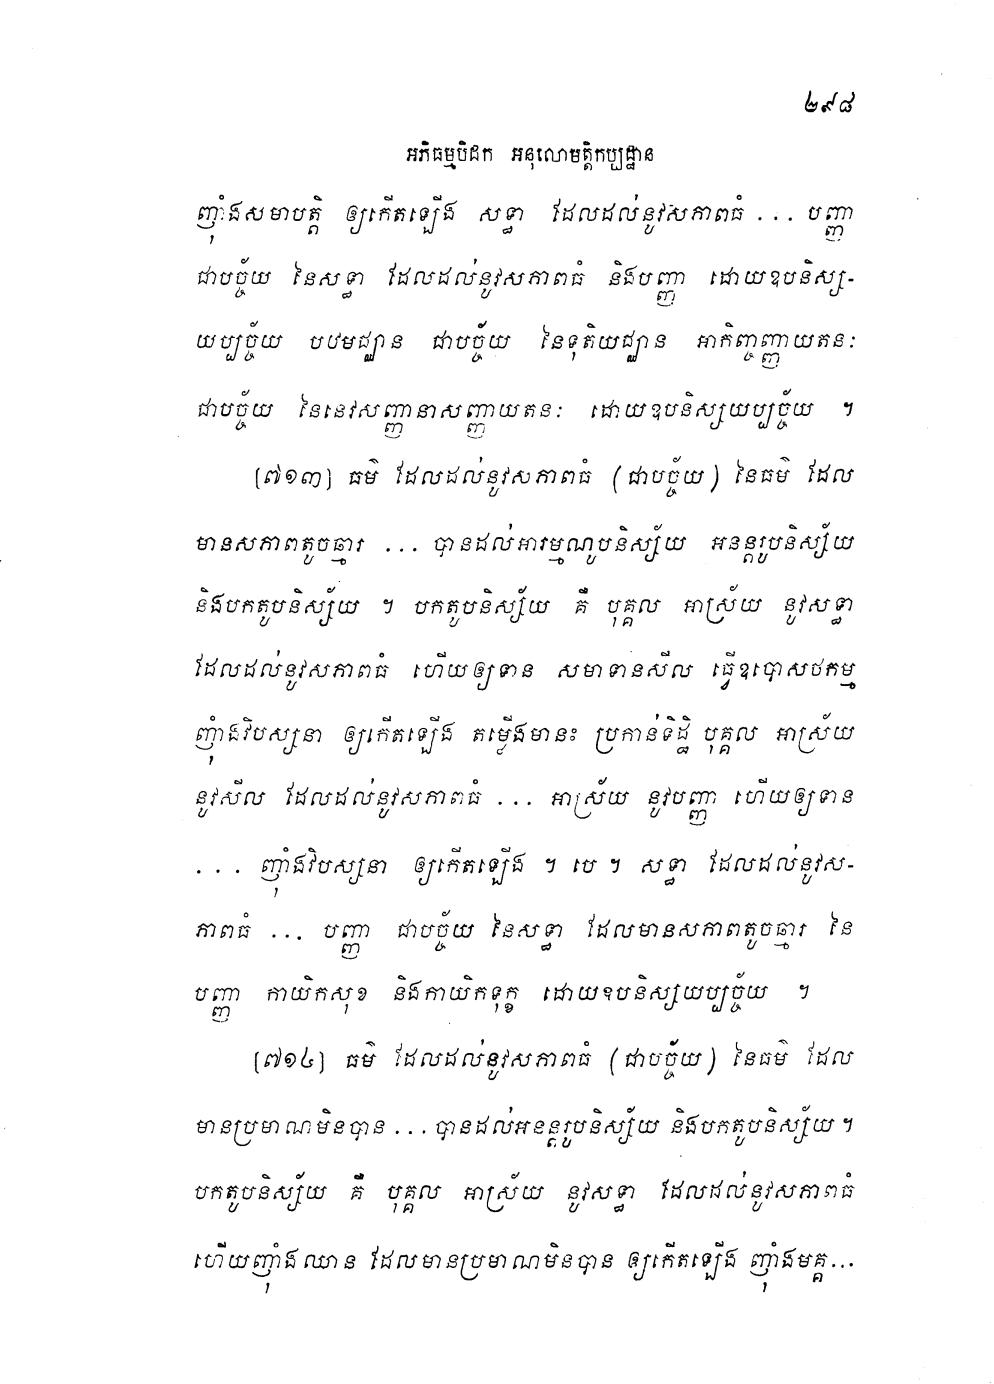 ២៩៨
អភិធម្មបិដក អនុលោមត្តិកប្បដ្ឋាន
ញ៉ាំងសមាបត្តិ ឲ្យកើតឡើង សទ្ធា ដែលដល់នូវសភាពធំ ... បញ្ញា
ជាបច្ច័យ នៃសទ្ធា ដែលដល់នូវសភាពធំ និងបញ្ញា ដោយឧបនិស្ស-
យប្បច្ច័យ បឋមជ្ឈាន ជាបច្ច័យ នៃទុតិយជ្ឈាន អាកិញ្ចញ្ញាយតនៈ
ជាបច្ច័យ នៃនេវសញ្ញានាសញ្ញាយតនៈ ដោយឧបនិស្សយប្បច្ច័យ ។
[៧១៣] ធម៌ ដែលដល់នូវសភាពធំ (ជាបច្ច័យ) នៃធម៌ ដែល
មានសភាពតូចឆ្មារ ... បានដល់អារម្មណូបនិស្ស័យ អនន្តរូបនិស្ស័យ
និងបកតូបនិស្ស័យ ។ បកតូបនិស្ស័យ គឺ បុគ្គល អាស្រ័យ នូវសទ្ធា
ដែលដល់នូវសភាពធំ ហើយឲ្យទាន សមាទានសីល ធ្វើឧបោសថកម្ម
ញុំាងវិបស្សនា ឲ្យកើតឡើង តម្លើងមានះ ប្រកាន់ទិដ្ឋិ បុគ្គល អាស្រ័យ
នូវសីល ដែលដល់នូវសភាពធំ ... អាស្រ័យ នូវបញ្ញា ហើយឲ្យទាន
... ញ៉ាំងវិបស្សនា ឲ្យកើតឡើង ។ បេ ។ សទ្ធា ដែលដល់នូវស-
ភាពធំ ... បញ្ញា ជាបច្ច័យ នៃសទ្ធា ដែលមានសភាពតូចឆ្មារ នៃ
បញ្ញា កាយិកសុខ និងកាយិកទុក្ខ ដោយឧបនិស្សយប្បច្ច័យ ។
[៧១៤] ធម៌ ដែលដល់នូវសភាពធំ (ជាបច្ច័យ) នៃធម៌ ដែល
មានប្រមាណមិនបាន ... បានដល់អនន្តរូបនិស្ស័យ និងបកតូបនិស្ស័យ ។
បកតូបនិស្ស័យ គឺ បុគ្គល អាស្រ័យ នូវសទ្ធា ដែលដល់នូវសភាពធំ
ហើយញុំាងឈាន ដែលមានប្រមាណមិនបាន ឲ្យកើតឡើង ញុំាងមគ្គ...